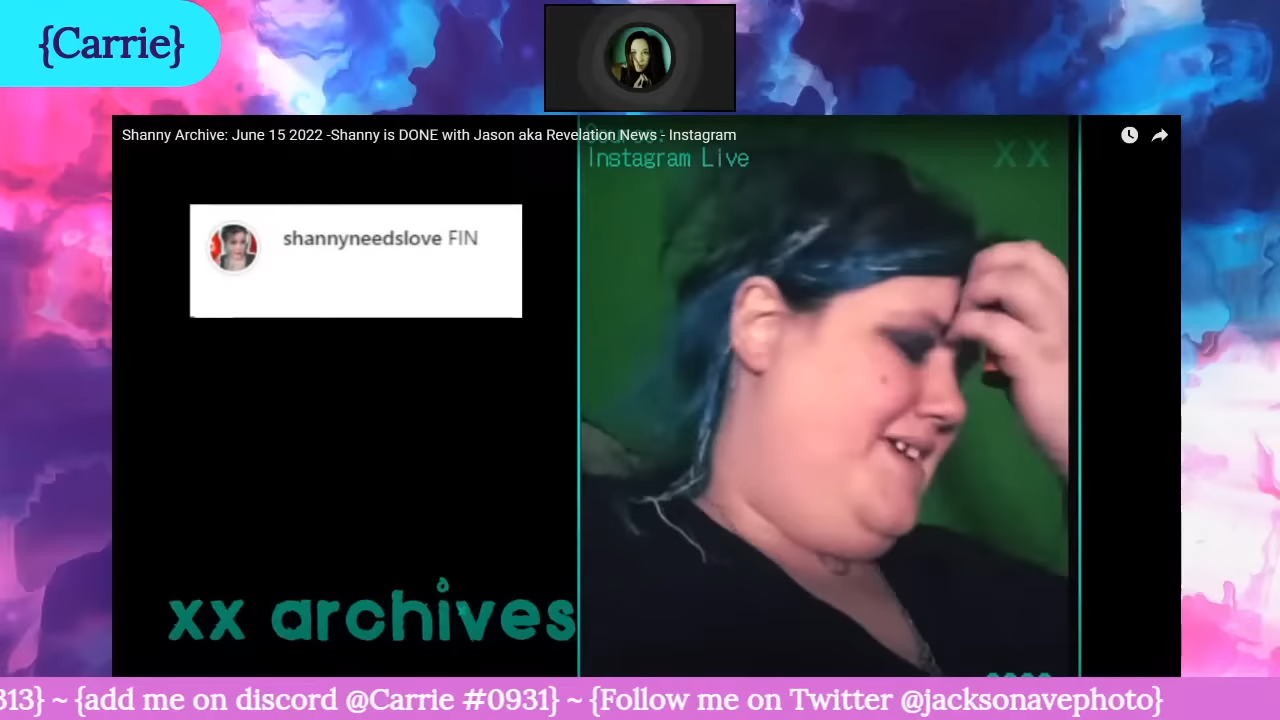 {Carrie}
Shanny Archive: June 15 2022 -Shanny is DONE with Jason aka Revelation News - Instagram
Instagram Live
XX
shannyneedslove FIN
xx archives
313} ~ {add me on discord @Carrie #0931} ~ {Follow me on Twitter @jacksonavephoto}